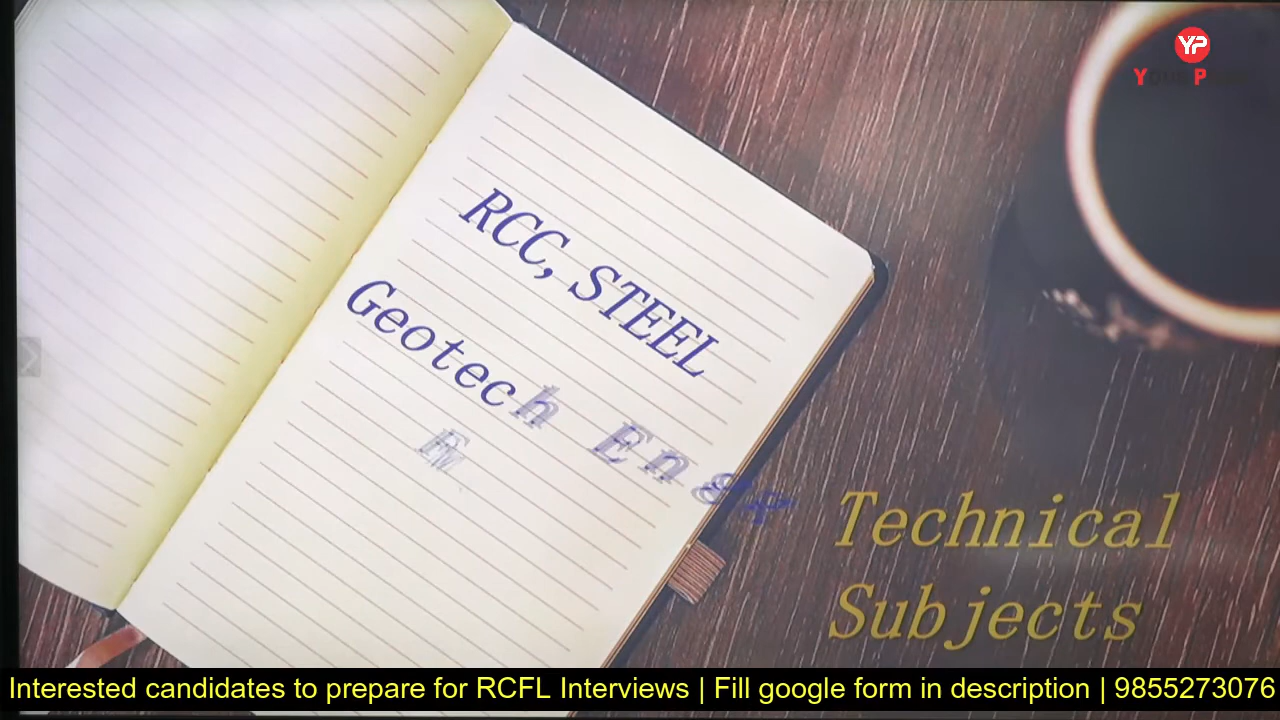 YP
RCC, STEEL
Geotech Engg
Technical
Subjects
Interested candidates to prepare for RCFL Interviews | Fill google form in description | 9855273076